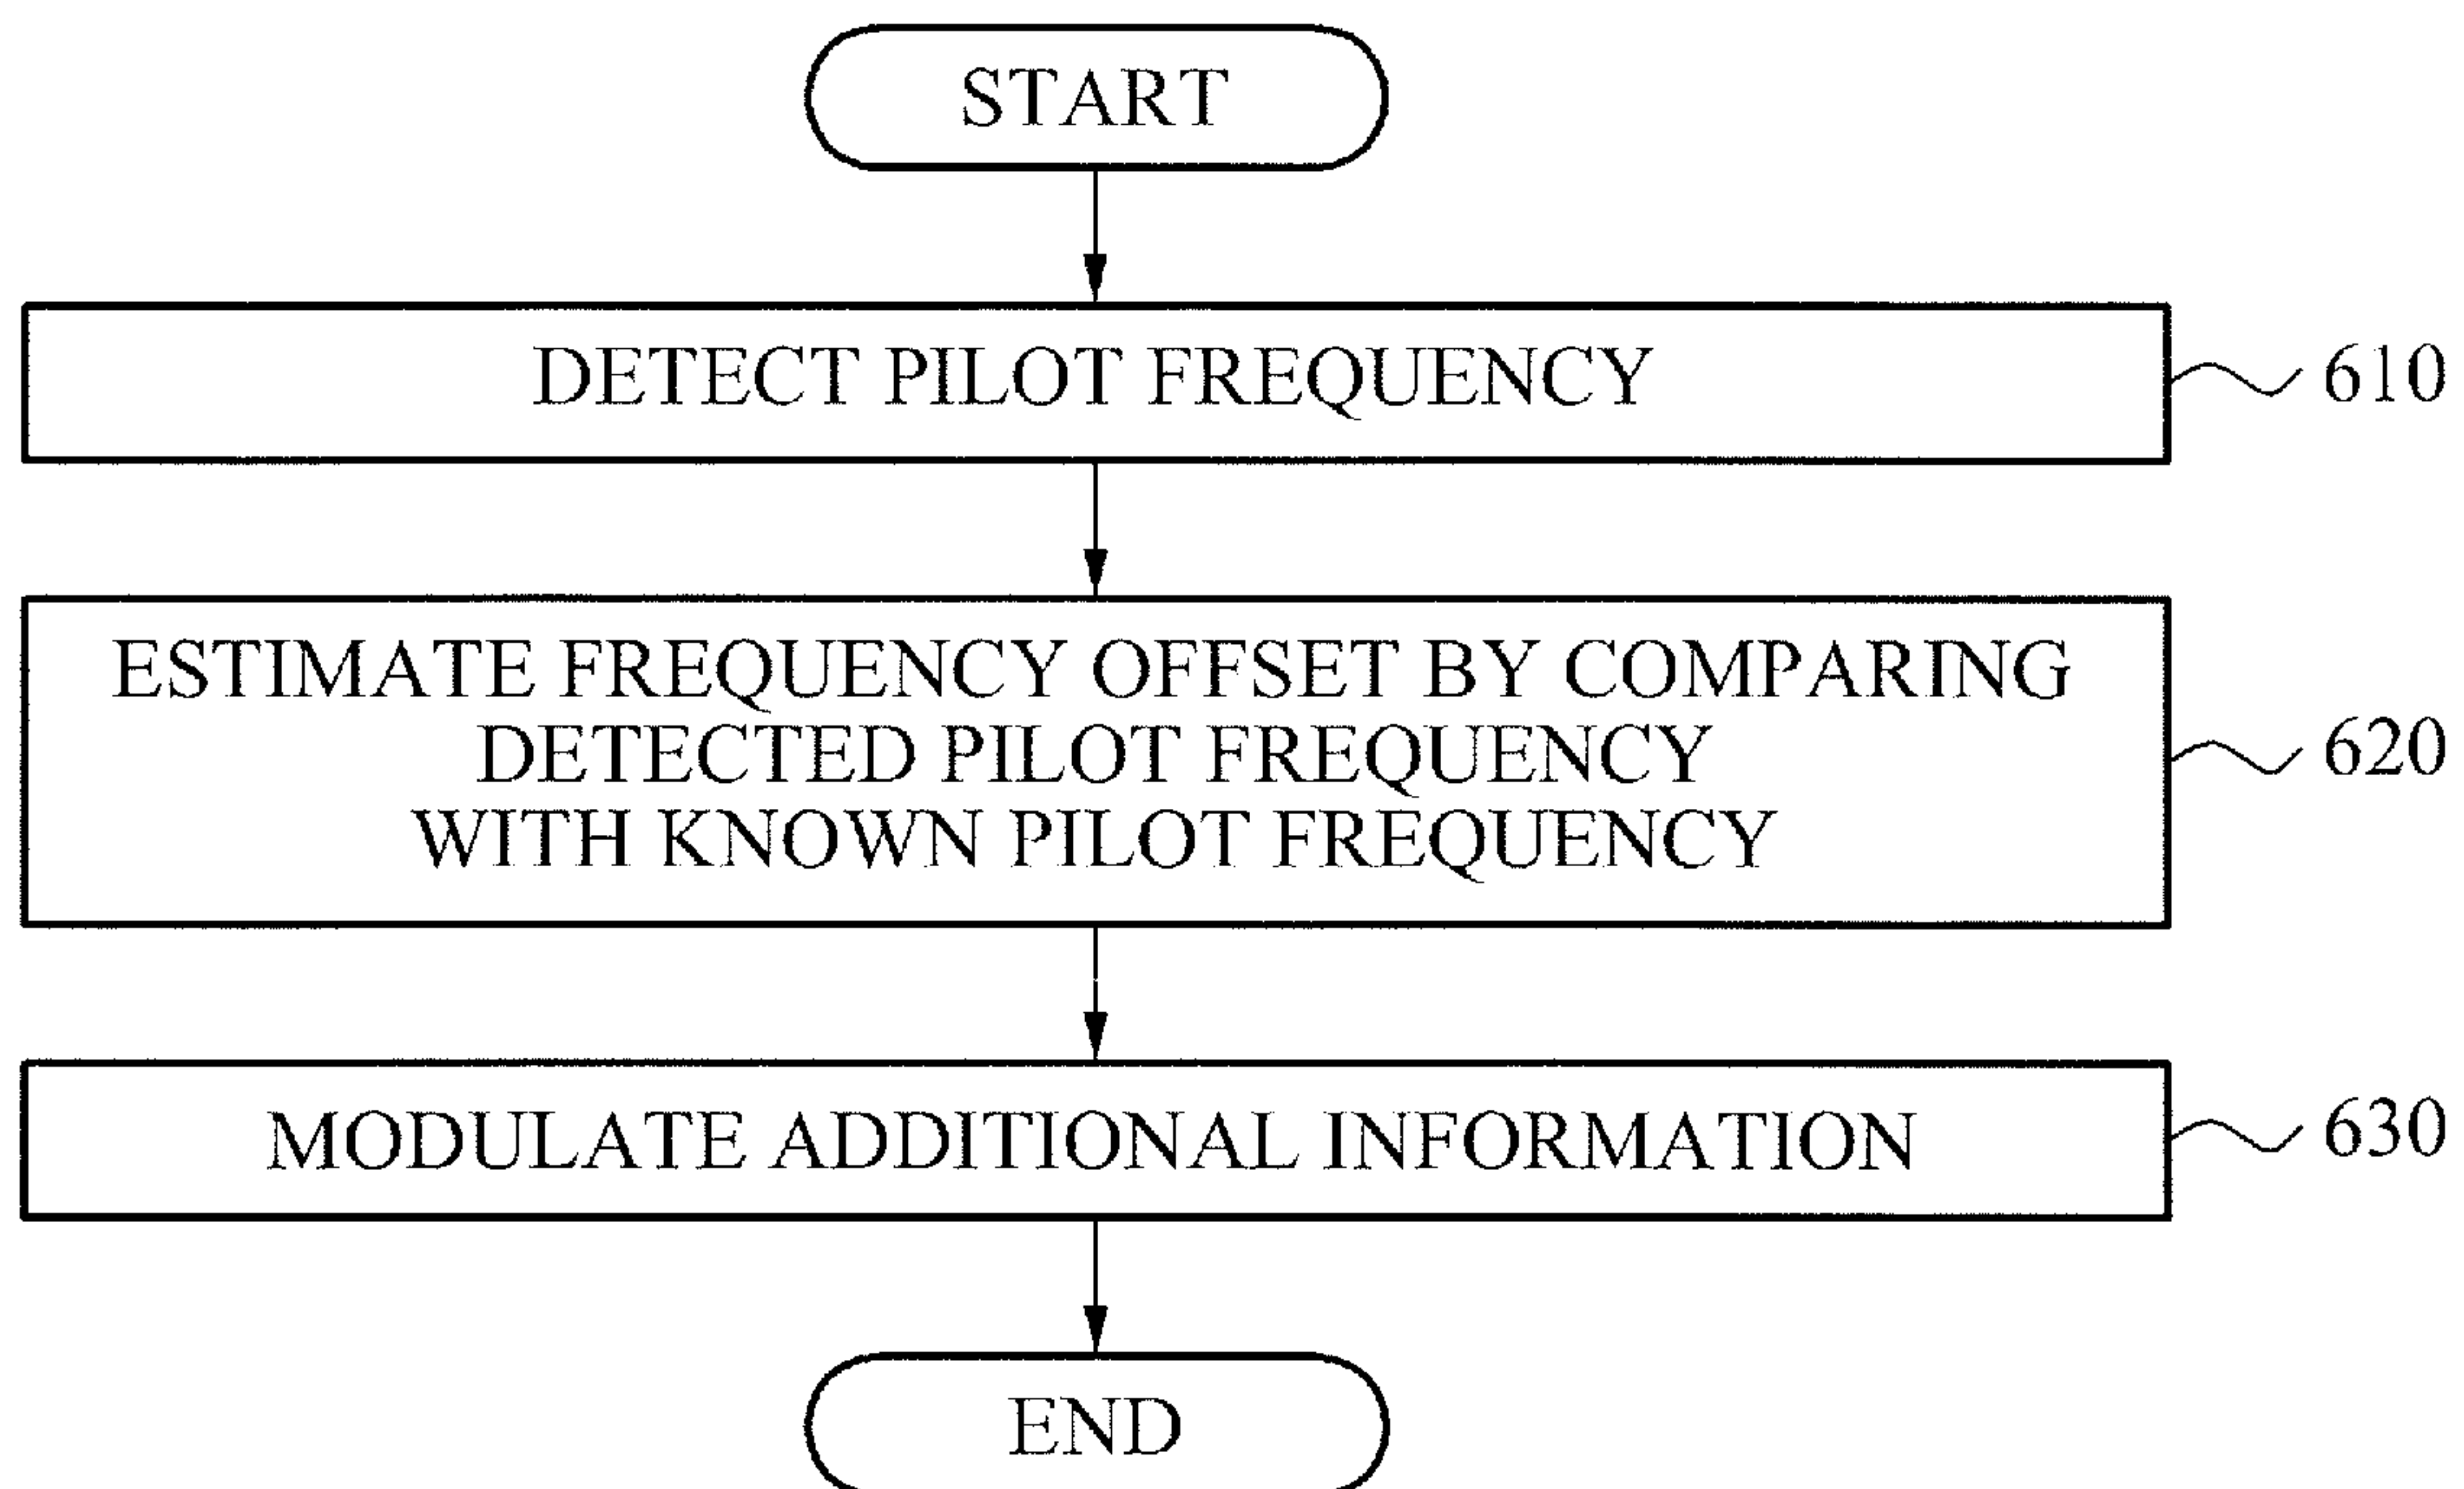 START
DETECT PILOT FREQUENCY
610
ESTIMATE FREQUENCY OFFSET BY COMPARING
DETECTED PILOT FREQUENCY
WITH KNOWN PILOT FREQUENCY
620
MODULATE ADDITIONAL INFORMATION
630
END